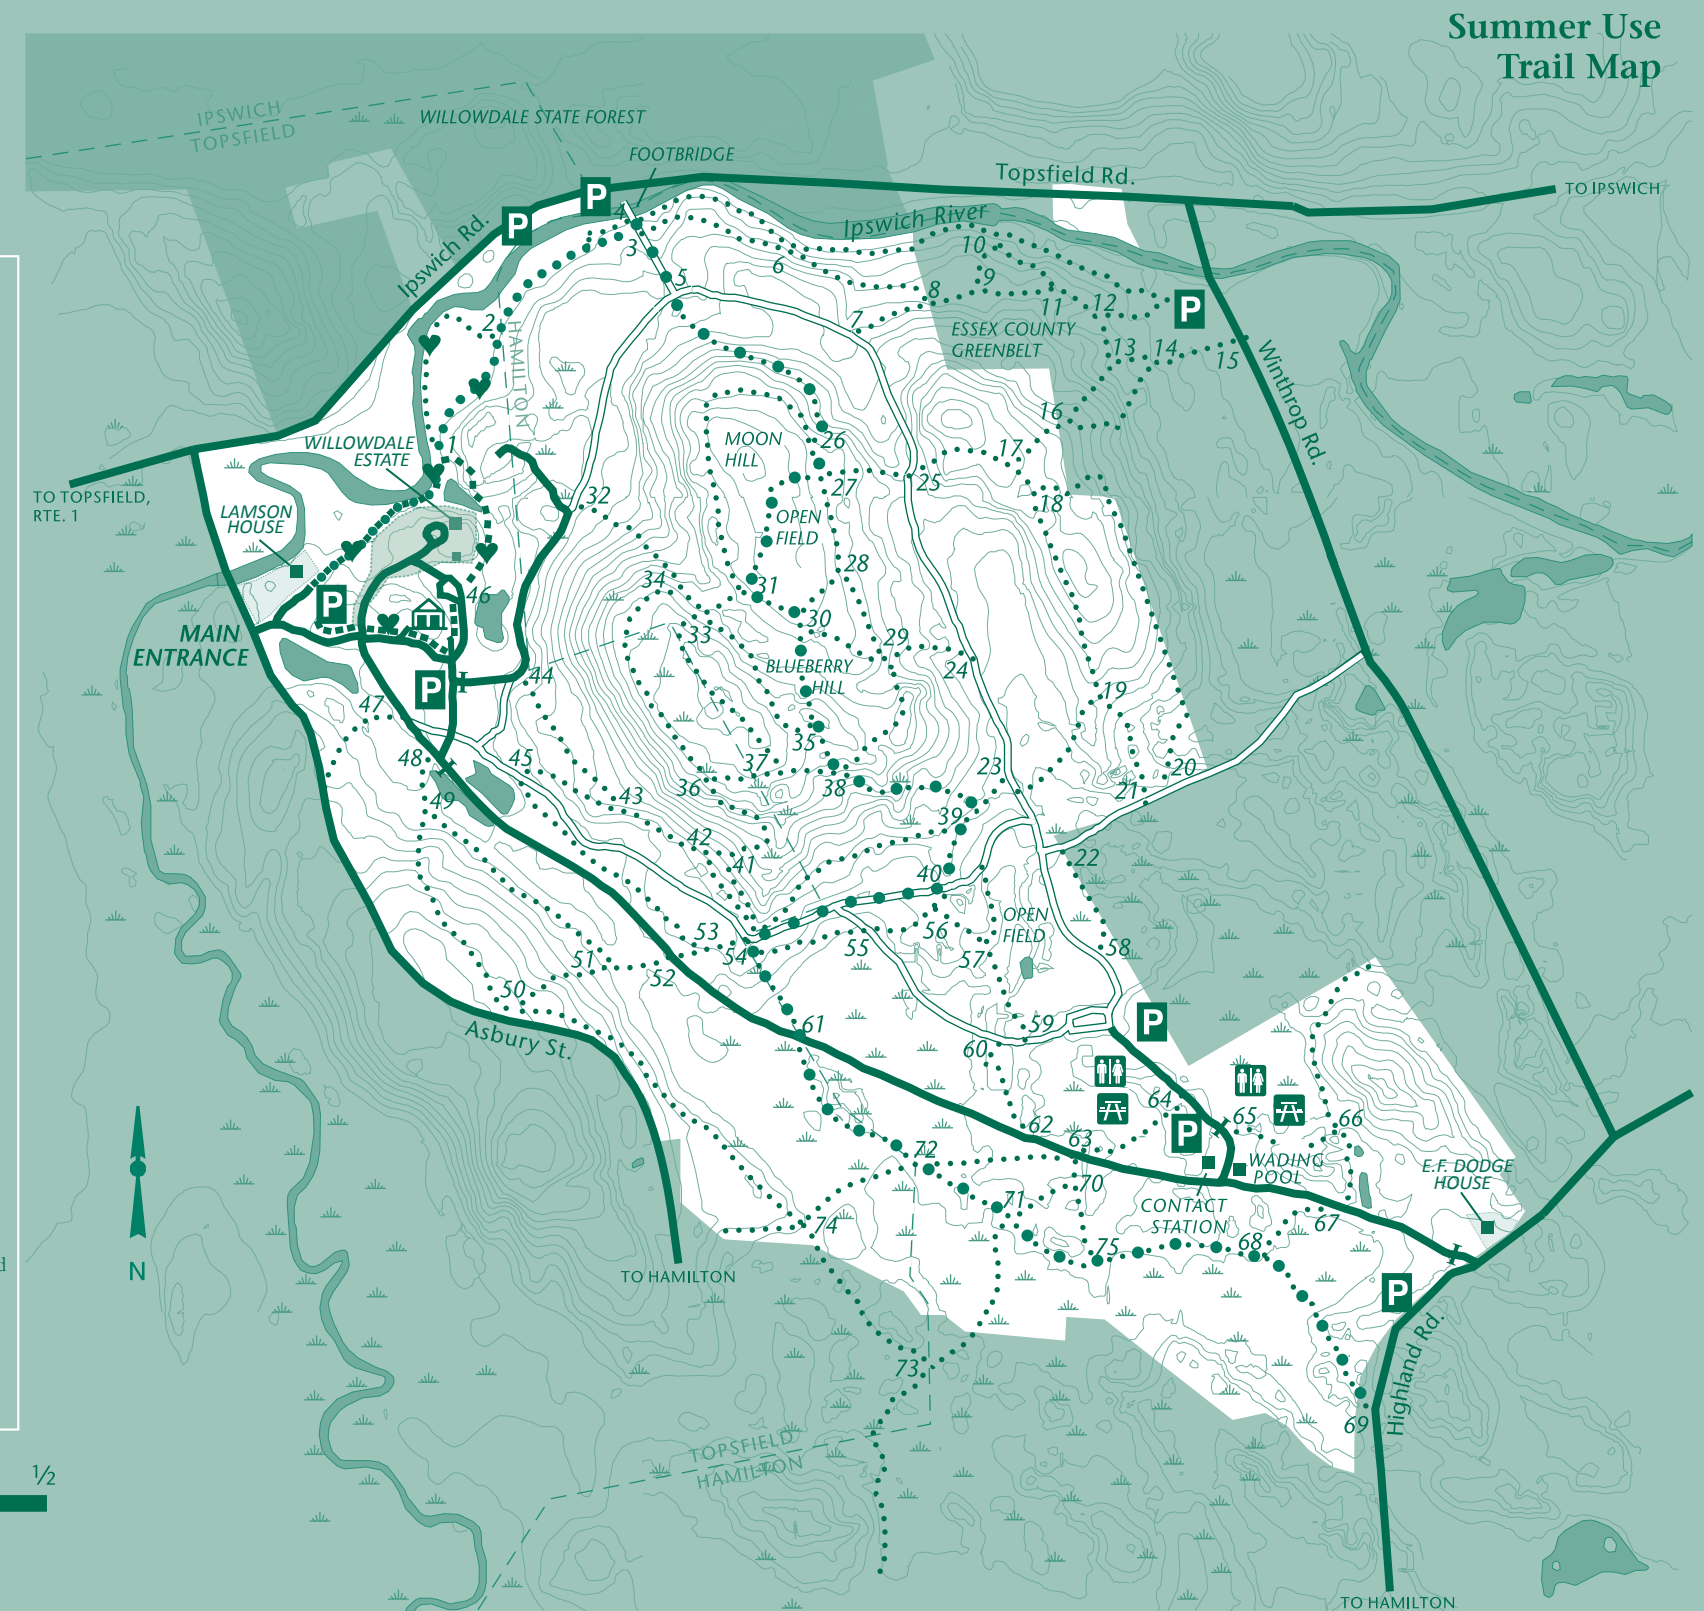 Summer Use
Trail Map
IPSWICH
TOPSFIELD
WILLOWDALE STATE FOREST
FOOTBRIDGE
P
P
Topsfield Rd.
TO IPSWICH
Ipswich Rd.
Ipswich River
4
3
5
6
10
9
8
11
12
P
7
2
HAMILTON
ESSEX COUNTY
GREENBELT
13
14
15
Winthrop Rd.
16
WILLOWDALE
ESTATE
1
MOON
HILL
26
17
TO TOPSFIELD,
RTE. 1
LAMSON
HOUSE
32
27
25
18
OPEN
FIELD
28
34
31
P
46
30
MAIN
ENTRANCE
33
29
BLUEBERRY
HILL
24
P
44
47
19
35
48
45
37
23
20
49
43
36
38
21
39
42
41
40
22
OPEN
FIELD
53
54
55
56
57
58
51
52
50
Asbury St.
61
59
P
60
64
62
63
P
65
66
72
WADING
POOL
E.F. DODGE
HOUSE
70
71
CONTACT
STATION
74
67
75
68
N
TO HAMILTON
P
Highland Rd.
73
69
TOPSFIELD
HAMILTON
d
1/2
TO HAMILTON